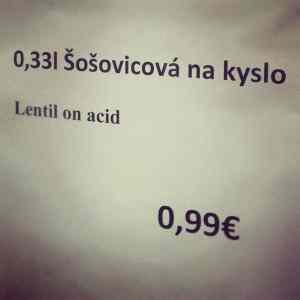 0,33l Šošovicová na kyslo
Lentil on acid
0,99€